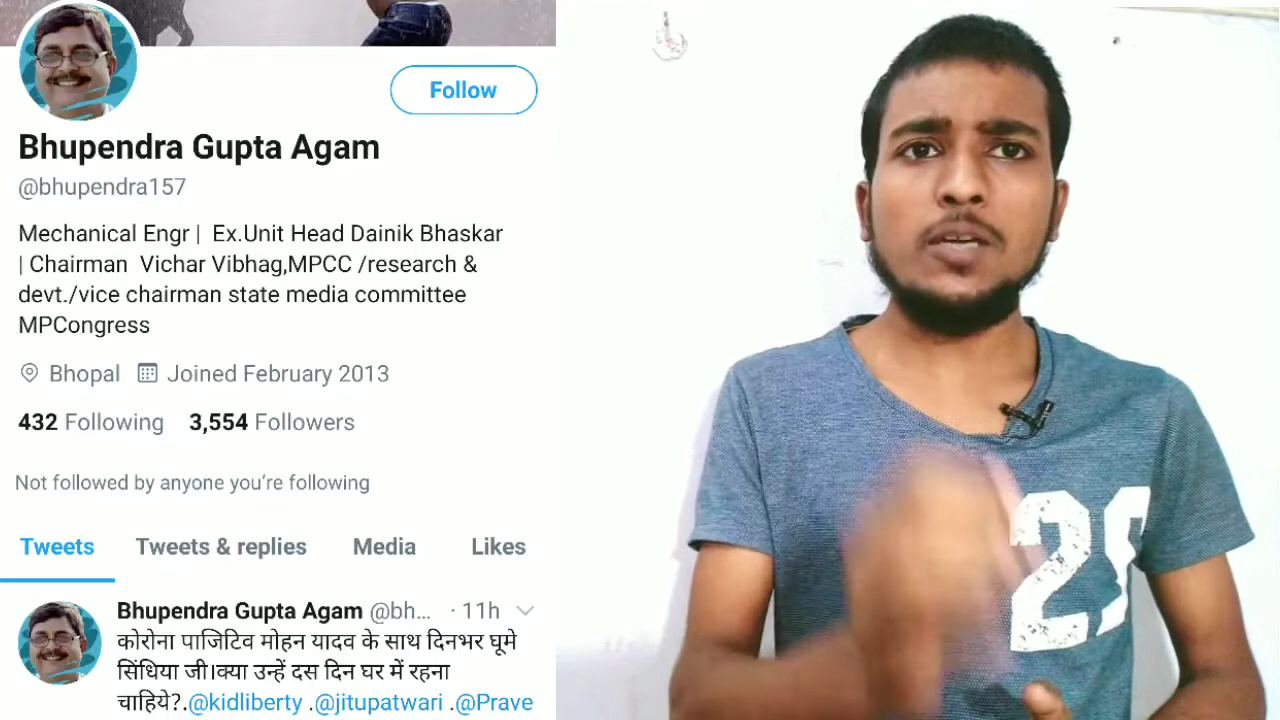 Follow
Bhupendra Gupta Agam
@bhupendra157
Mechanical Engr | Ex.Unit Head Dainik Bhaskar
| Chairman Vichar Vibhag,MPCC /research &
devt./vice chairman state media committee
MPCongress
Bhopal Joined February 2013
432 Following 3,554 Followers
Not followed by anyone you’re following
Tweets Tweets & replies Media Likes
Bhupendra Gupta Agam @bh... · 11h
कोरोना पाजिटिव मोहन यादव के साथ दिनभर घूमे
सिंधिया जी।क्या उन्हें दस दिन घर में रहना
चाहिये?.@kidliberty .@jitupatwari .@Prave